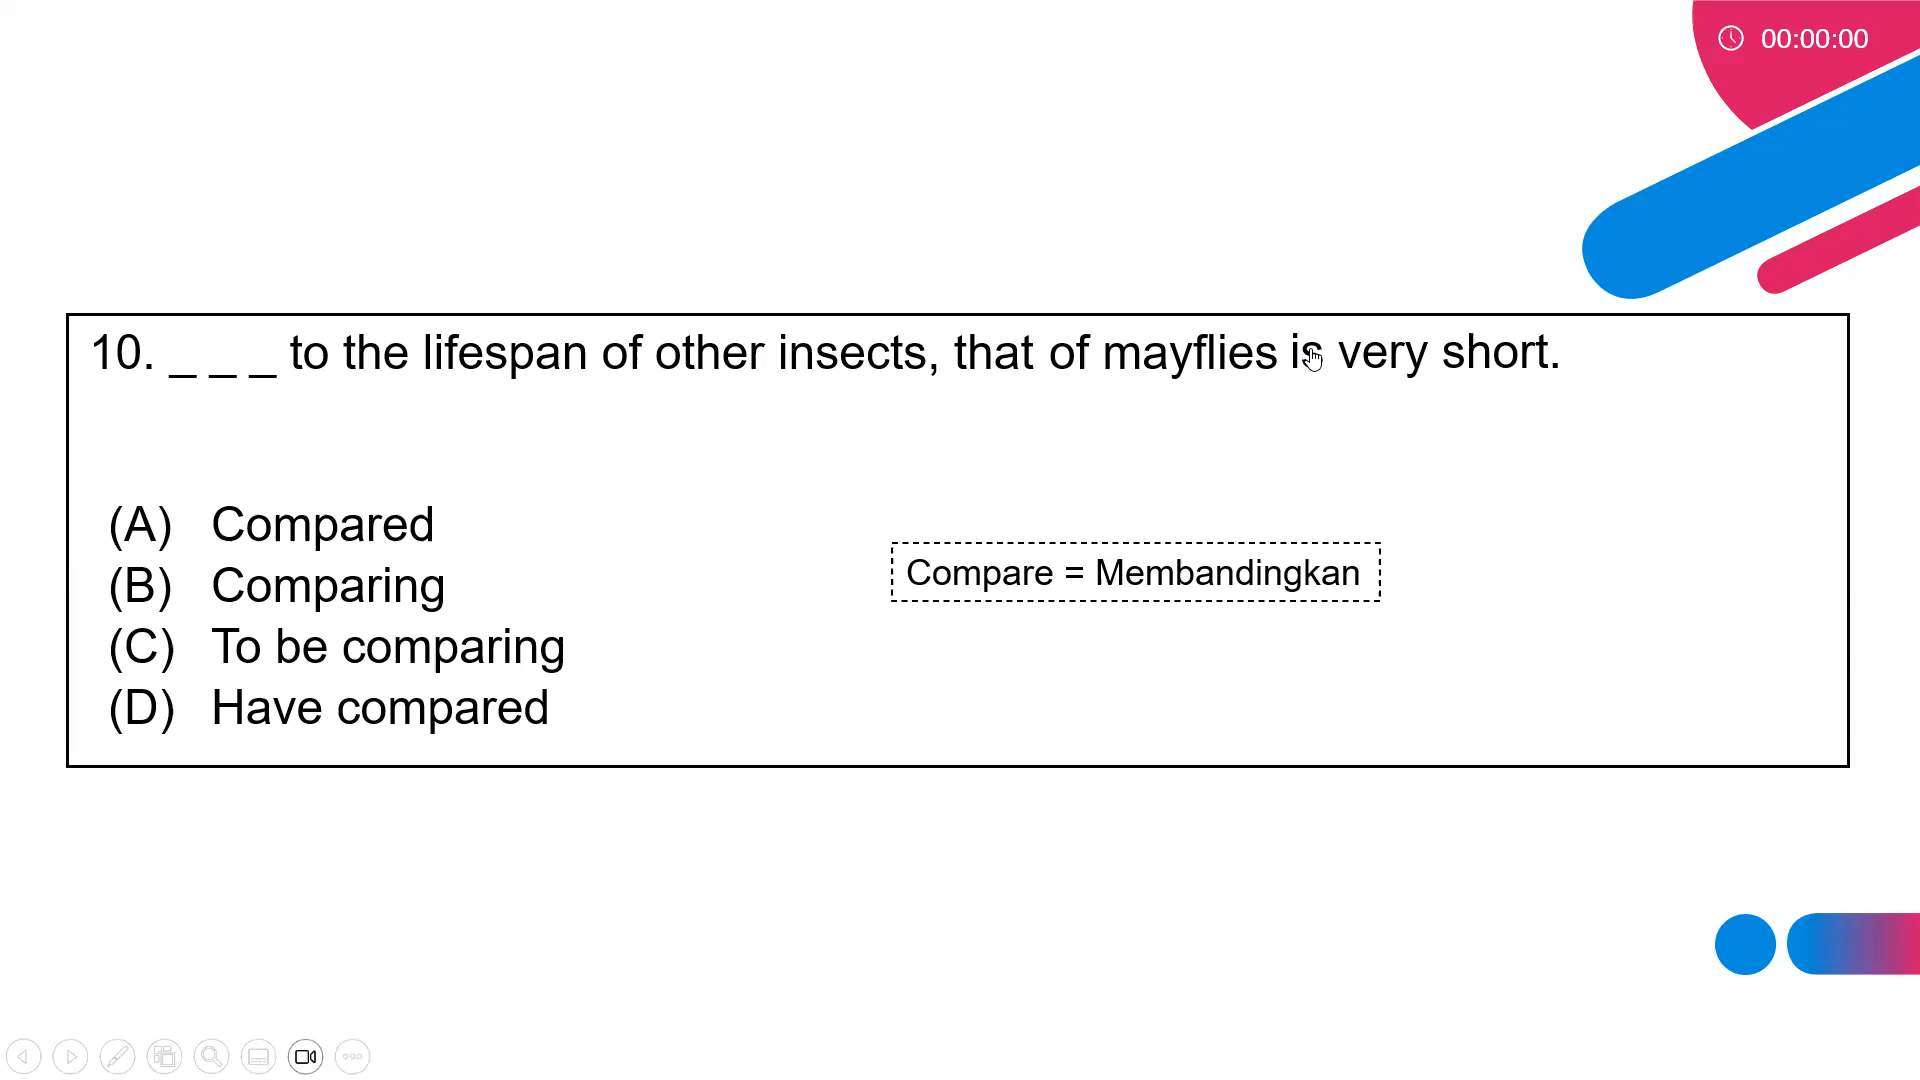 00:00:00
10. _ _ _ to the lifespan of other insects, that of mayflies is very short.
(A) Compared
(B) Comparing
(C) To be comparing
(D) Have compared
Compare = Membandingkan